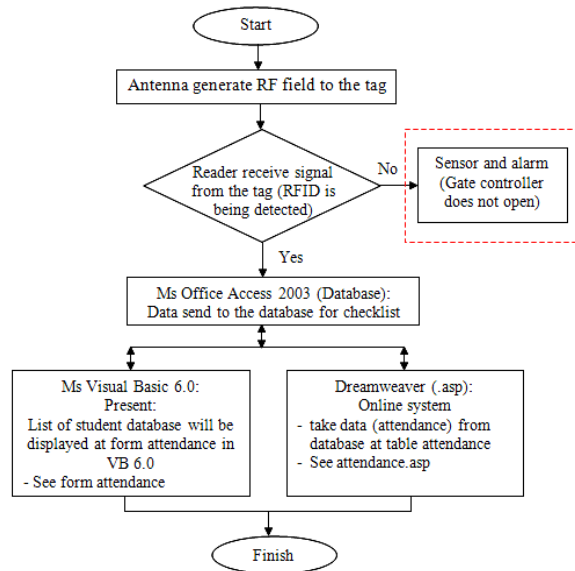 Start
Antenna generate RF field to the tag
Reader receive signal
from the tag (RFID is
being detected)
No
Sensor and alarm
(Gate controller
does not open)
Yes
Ms Office Access 2003 (Database):
Data send to the database for checklist
Ms Visual Basic 6.0:
Present:
List of student database will be
displayed at form attendance in
VB 6.0
- See form attendance
Dreamweaver (.asp):
Online system
- take data (attendance) from
database at table attendance
- See attendance.asp
Finish